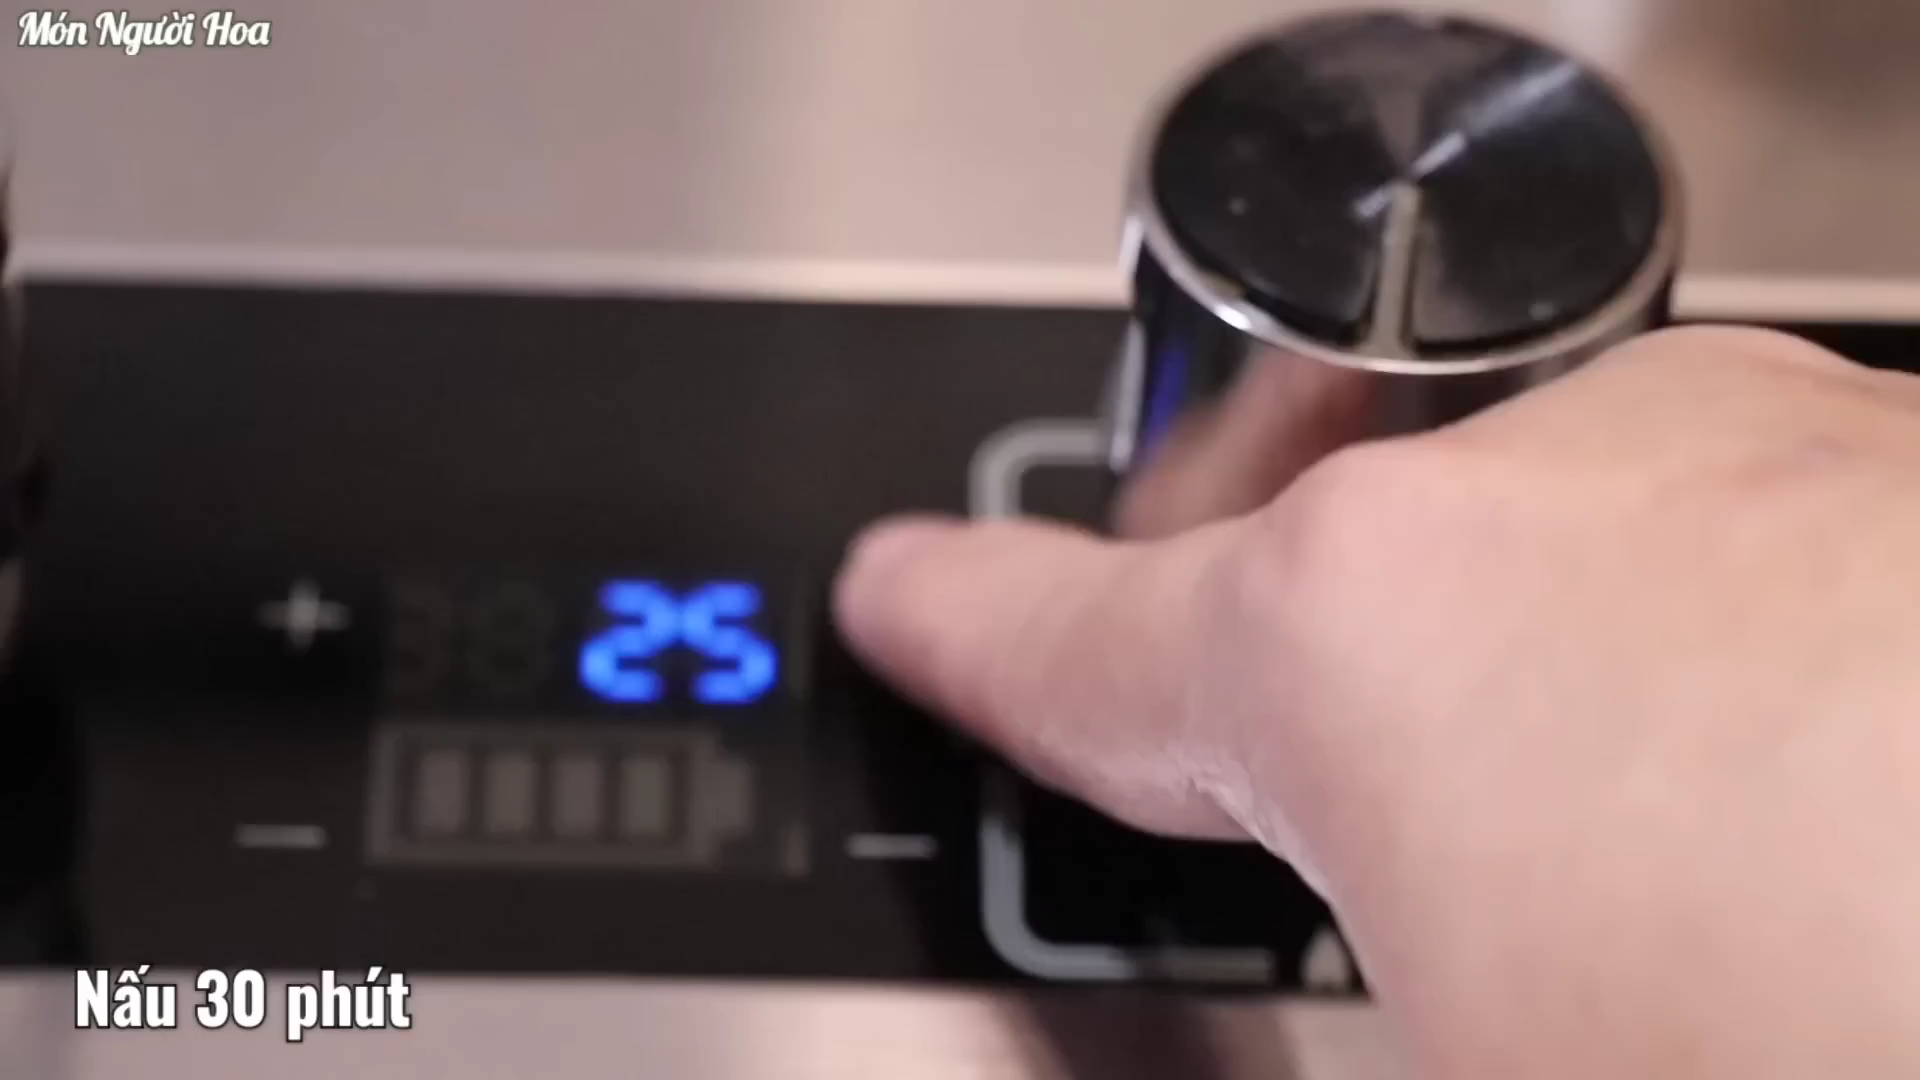 Món Người Hoa
+
25
— —
Nấu 30 phút